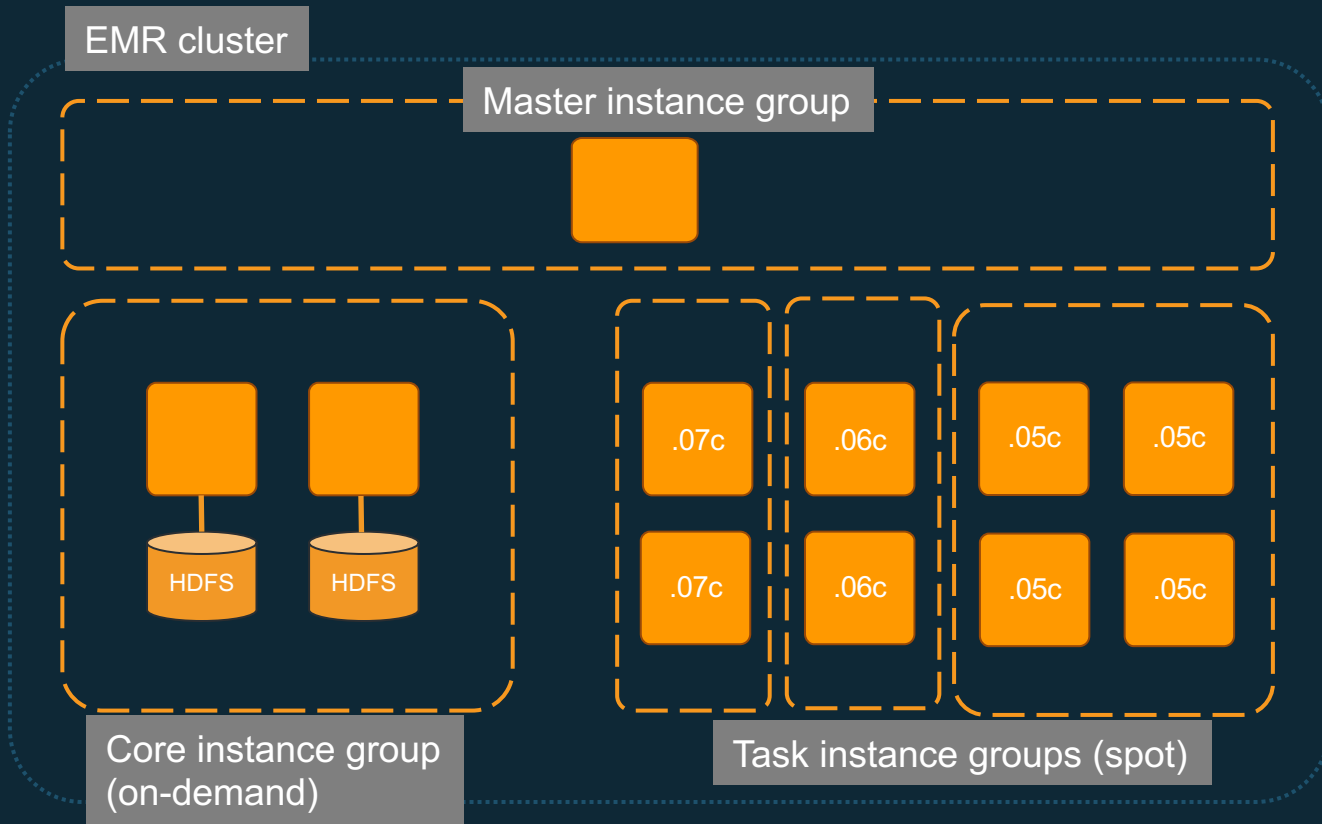 EMR cluster
Master instance group
.07c
.06c
.05c
.05c
HDFS
HDFS
.07c
.06c
.05c
.05c
Core instance group
(on-demand)
Task instance groups (spot)